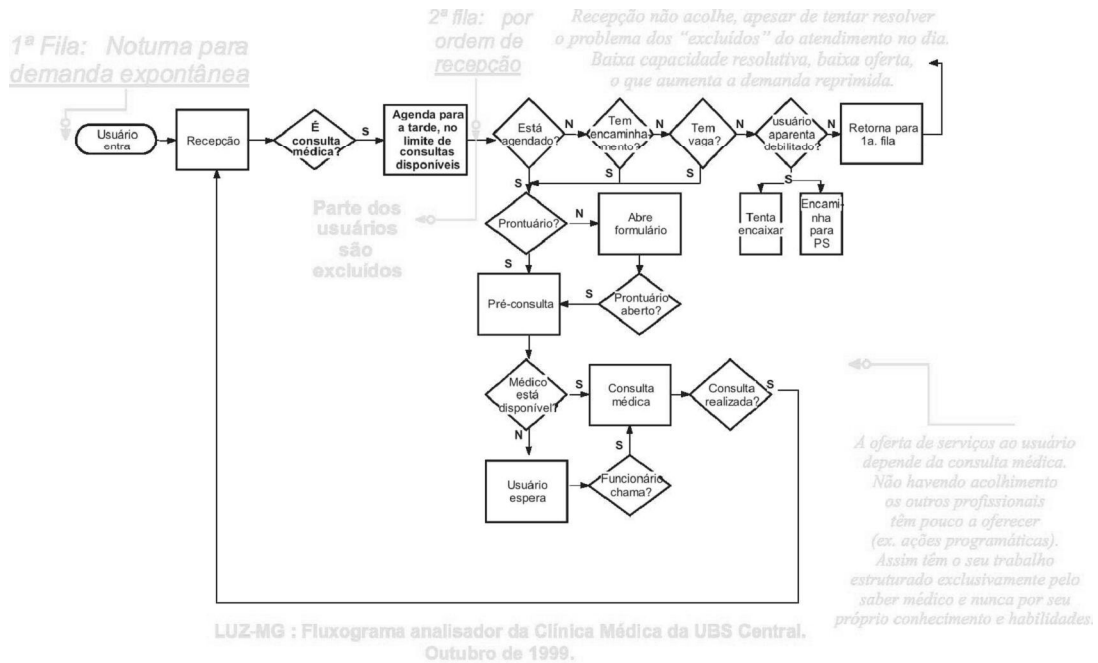 1ª Fila: Noturna para
demanda expontânea
2ª fila: por
ordem de
recepção
Recepção não acolhe, apesar de tentar resolver
o problema dos “excluídos” do atendimento no dia.
Baixa capacidade resolutiva, baixa oferta,
o que aumenta a demanda reprimida.
Usuário
entra
Recepção
É
consulta
médica?
S
Agenda para
a tarde, no
limite de
consultas
disponíveis
Está
agendado?
N
Tem
encaminha-
mento?
N
Tem
vaga?
N
usuário
aparenta
debilitado?
N
Retorna para
1a. fila
S
S
S
S
Tenta
encaixar
Encami-
nha
para
PS
Parte dos
usuários
são
excluídos
Prontuário?
N
Abre
formulário
S
Pré-consulta
S
Prontuário
aberto?
Médico
está
disponível?
S
Consulta
médica
Consulta
realizada?
S
N
S
Usuário
espera
Funcionário
chama?
A oferta de serviços ao usuário
depende da consulta médica.
Não havendo acolhimento
os outros profissionais
têm pouco a oferecer
(ex. ações programáticas).
Assim têm o seu trabalho
estruturado exclusivamente pelo
saber médico e nunca por seu
próprio conhecimento e habilidades.
LUZ-MG : Fluxograma analisador da Clínica Médica da UBS Central.
Outubro de 1999.